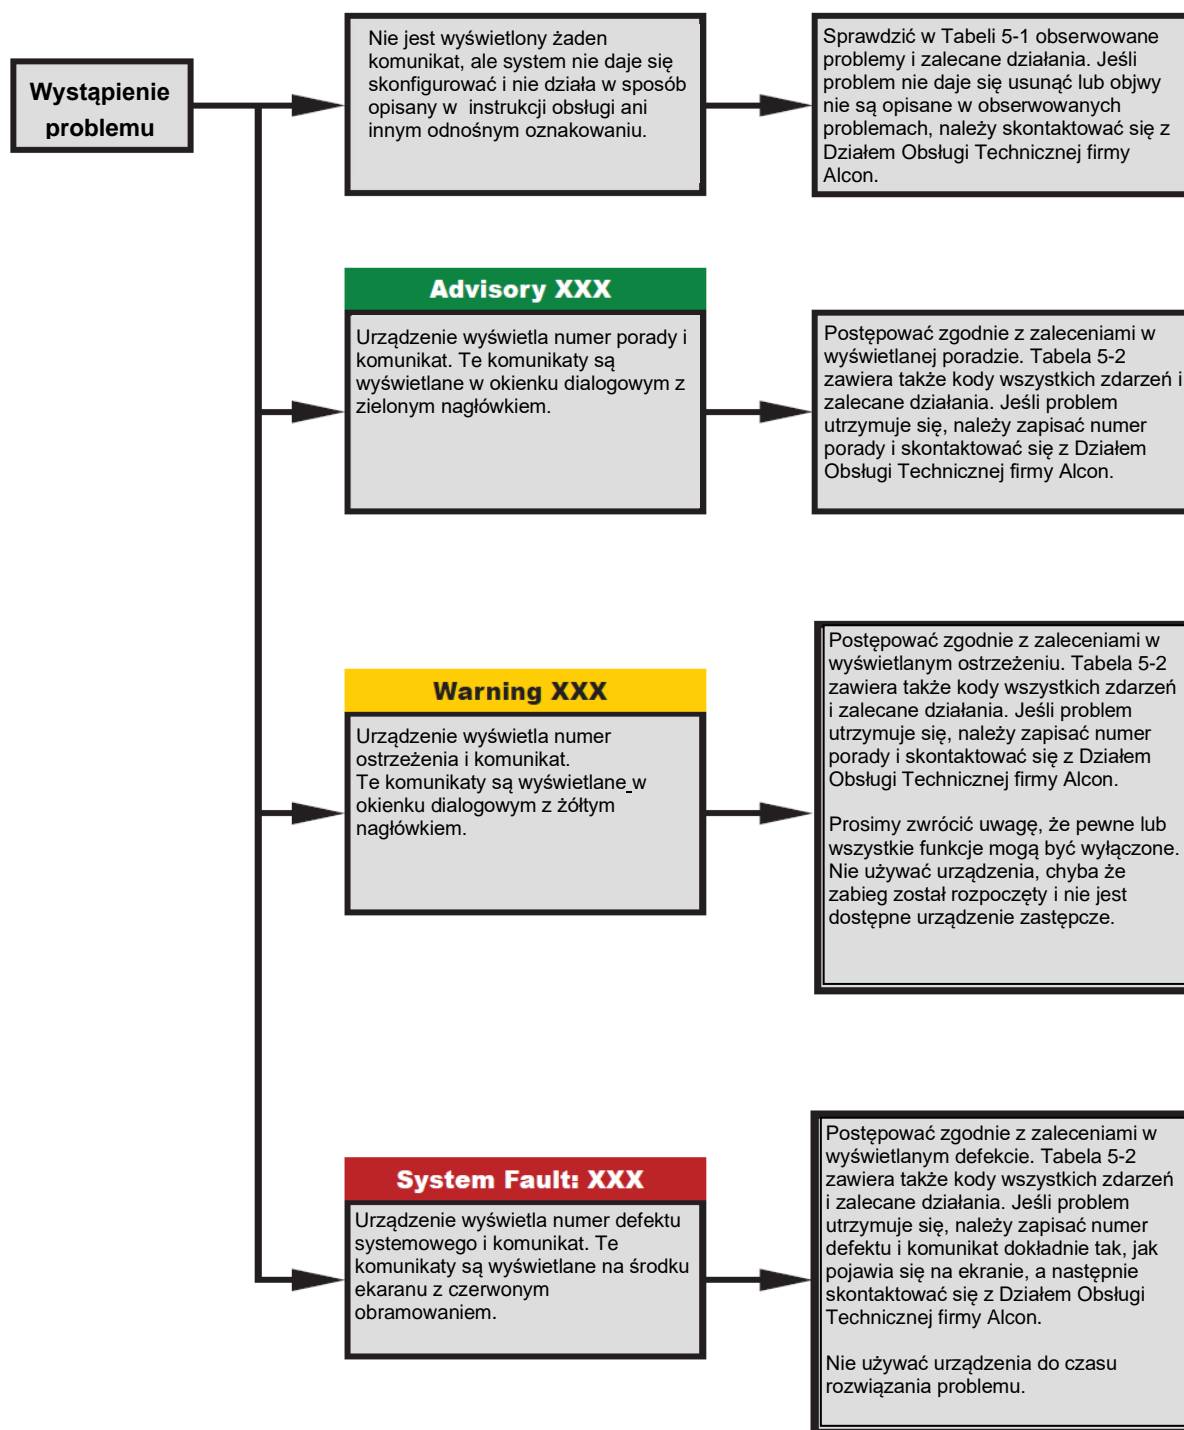 Wystąpienie
problemu
Nie jest wyświetlony żaden
komunikat, ale system nie daje się
skonfigurować i nie działa w sposób
opisany w instrukcji obsługi ani
innym odnośnym oznakowaniu.
Sprawdzić w Tabeli 5-1 obserwowane
problemy i zalecane działania. Jeśli
problem nie daje się usunąć lub objwy
nie są opisane w obserwowanych
problemach, należy skontaktować się z
Działem Obsługi Technicznej firmy
Alcon.
Advisory XXX
Urządzenie wyświetla numer porady i
komunikat. Te komunikaty są
wyświetlane w okienku dialogowym z
zielonym nagłówkiem.
Postępować zgodnie z zaleceniami w
wyświetlanej poradzie. Tabela 5-2
zawiera także kody wszystkich zdarzeń i
zalecane działania. Jeśli problem
utrzymuje się, należy zapisać numer
porady i skontaktować się z Działem
Obsługi Technicznej firmy Alcon.
Warning XXX
Urządzenie wyświetla numer
ostrzeżenia i komunikat.
Te komunikaty są wyświetlane w
okienku dialogowym z żółtym
nagłówkiem.
Postępować zgodnie z zaleceniami w
wyświetlanym ostrzeżeniu. Tabela 5-2
zawiera także kody wszystkich zdarzeń
i zalecane działania. Jeśli problem
utrzymuje się, należy zapisać numer
porady i skontaktować się z Działem
Obsługi Technicznej firmy Alcon.
Prosimy zwrócić uwagę, że pewne lub
wszystkie funkcje mogą być wyłączone.
Nie używać urządzenia, chyba że
zabieg został rozpoczęty i nie jest
dostępne urządzenie zastępcze.
System Fault: XXX
Urządzenie wyświetla numer defektu
systemowego i komunikat. Te
komunikaty są wyświetlane na środku
ekaranu z czerwonym
obramowaniem.
Postępować zgodnie z zaleceniami w
wyświetlanym defekcie. Tabela 5-2
zawiera także kody wszystkich zdarzeń
i zalecane działania. Jeśli problem
utrzymuje się, należy zapisać numer
defektu i komunikat dokładnie tak, jak
pojawia się na ekranie, a następnie
skontaktować się z Działem Obsługi
Technicznej firmy Alcon.
Nie używać urządzenia do czasu
rozwiązania problemu.